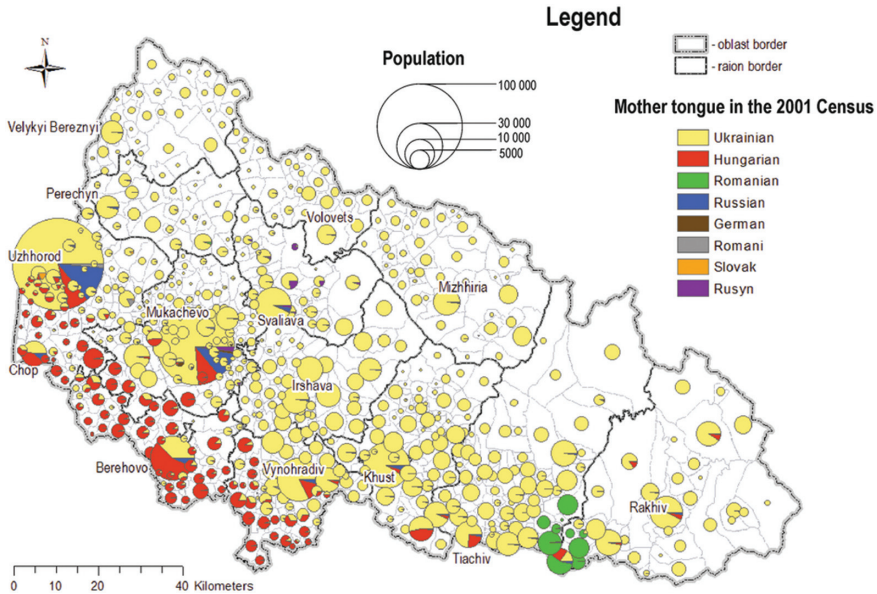 Legend
N
Population
100 000
30 000
10 000
5000
- oblast border
- raion border
Mother tongue in the 2001 Census
Ukrainian
Hungarian
Romanian
Russian
German
Romani
Slovak
Rusyn
Velykyi Bereznyi
Perechyn
Volovets
Uzhhorod
Mizhhiria
Mukachevo
Svaliava
Chop
Irshava
Berehovo
Vynohradiv
Khust
Rakhiv
Tiachiv
0 10 20 40 Kilometers